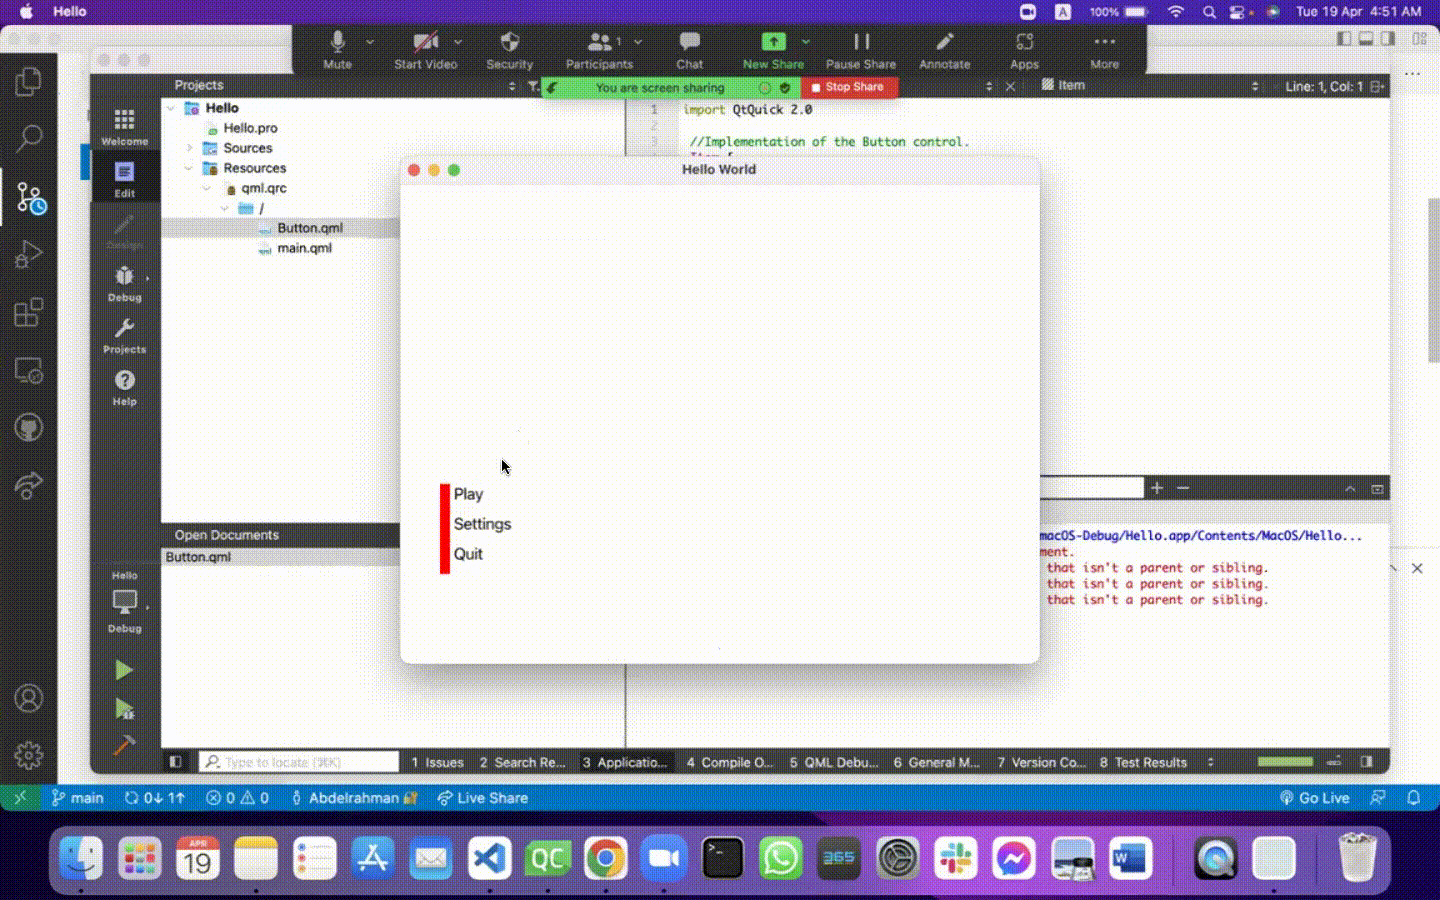 Hello
A
100%
Tue 19 Apr 4:51 AM
Mute
Start Video
Security
1
Participants
Chat
New Share
Pause Share
Annotate
Apps
More
You are screen sharing
Stop Share
Projects
Item
Line: 1, Col: 1
Hello
Hello.pro
Sources
Resources
qml.qrc
/
Button.qml
main.qml
Welcome
Edit
Design
Debug
Projects
Help
1 import QtQuick 2.0
2
3 //Implementation of the Button control.
Item {
Hello World
Play
Settings
Quit
macOS-Debug/Hello.app/Contents/MacOS/Hello...
ment.
that isn't a parent or sibling.
that isn't a parent or sibling.
that isn't a parent or sibling.
Open Documents
Button.qml
Hello
Debug
Type to locate (⌘K)
1 Issues
2 Search Re...
3 Applicatio...
4 Compile O...
5 QML Debu...
6 General M...
7 Version Co...
8 Test Results
main
0↓ 1↑
0
0
Abdelrahman
Live Share
Go Live
APR
19
QC
>_
365
W